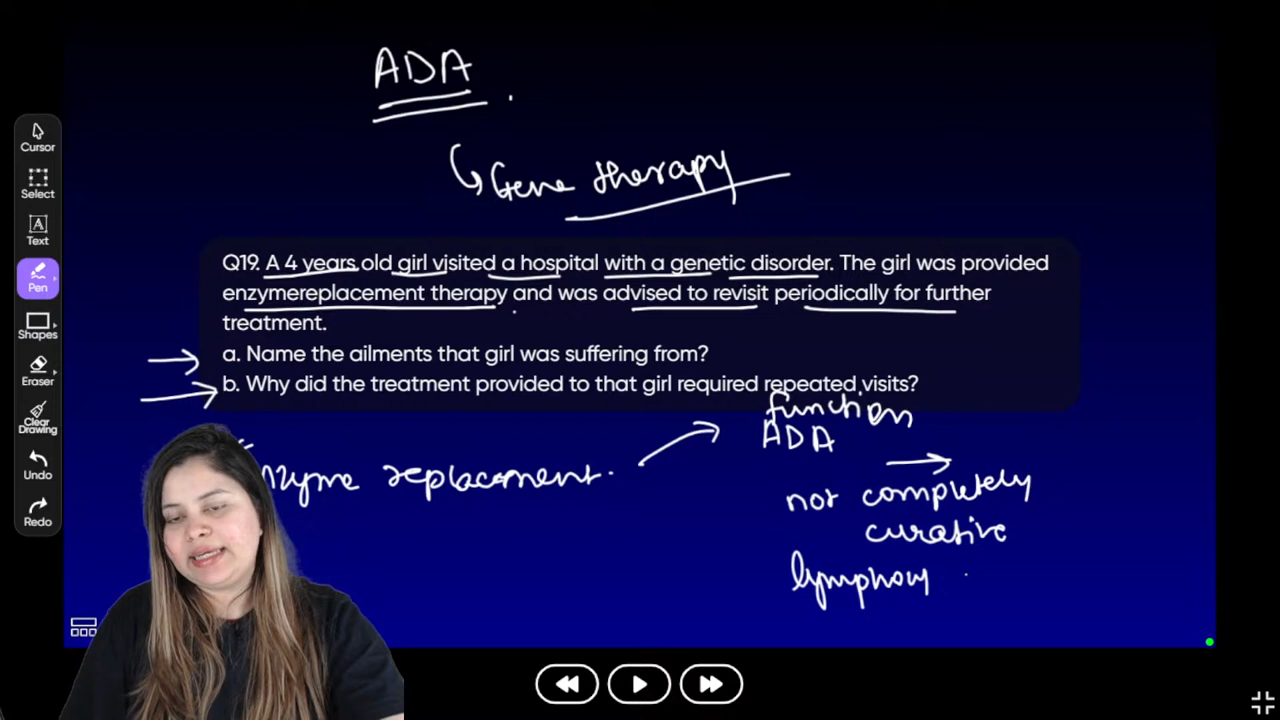 ADA
Gene therapy
Cursor
Select
Text
Pen
Shapes
Eraser
Clear
Drawing
Undo
Redo
Q19. A 4 years old girl visited a hospital with a genetic disorder. The girl was provided
enzymereplacement therapy and was advised to revisit periodically for further
treatment.
a. Name the ailments that girl was suffering from?
b. Why did the treatment provided to that girl required repeated visits?
function
ADA
replacement.
not completely
curative